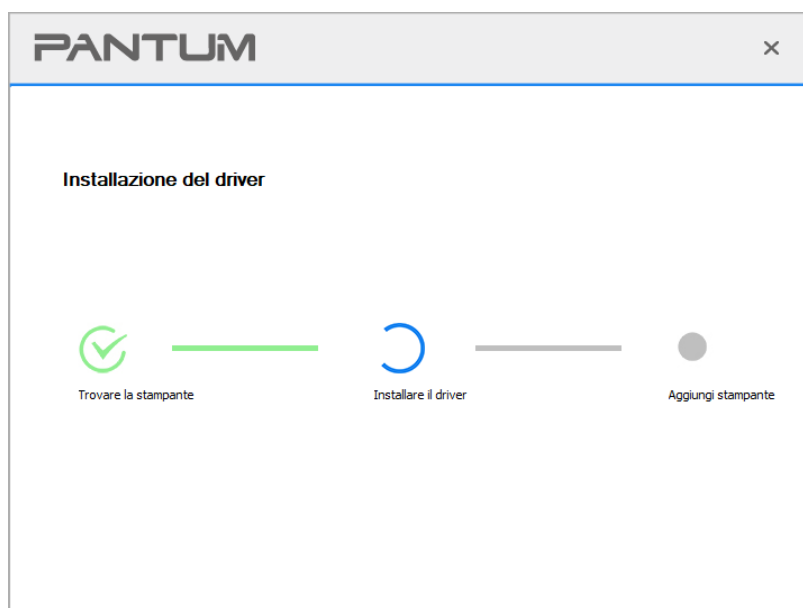 PANTUM
Installazione del driver
Trovare la stampante
Installare il driver
Aggiungi stampante